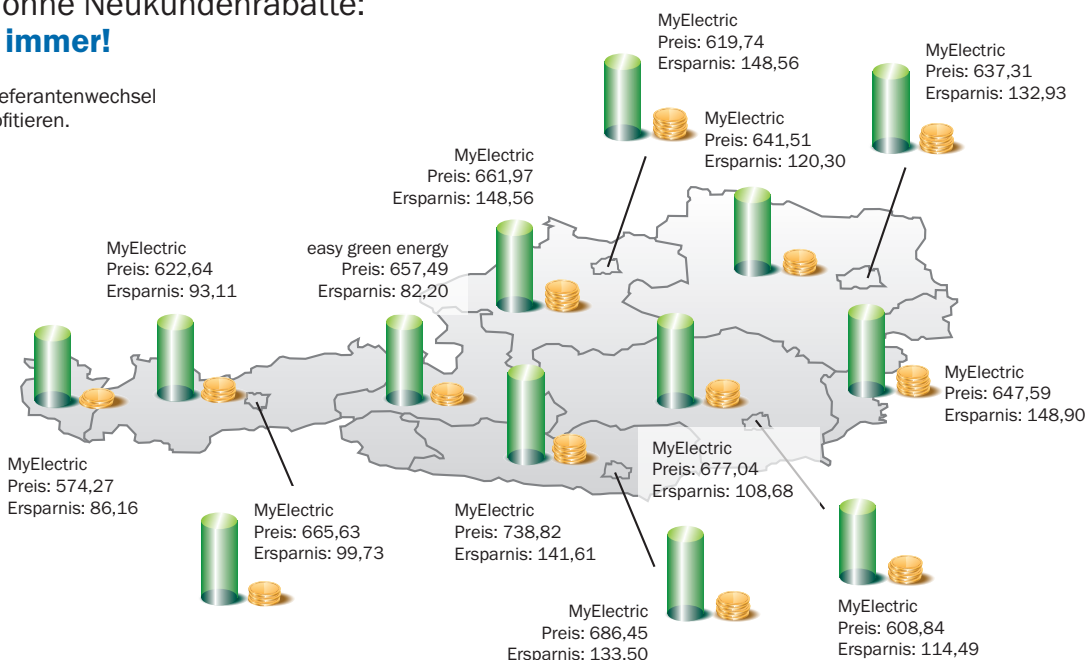 ohne Neukundenrabatte:
immer!
eferantenwechsel
ofitieren.
MyElectric
Preis: 619,74
Ersparnis: 148,56
MyElectric
Preis: 637,31
Ersparnis: 132,93
MyElectric
Preis: 641,51
Ersparnis: 120,30
MyElectric
Preis: 661,97
Ersparnis: 148,56
MyElectric
Preis: 622,64
Ersparnis: 93,11
easy green energy
Preis: 657,49
Ersparnis: 82,20
MyElectric
Preis: 647,59
Ersparnis: 148,90
MyElectric
Preis: 574,27
Ersparnis: 86,16
MyElectric
Preis: 677,04
Ersparnis: 108,68
MyElectric
Preis: 665,63
Ersparnis: 99,73
MyElectric
Preis: 738,82
Ersparnis: 141,61
MyElectric
Preis: 686,45
Ersparnis: 133,50
MyElectric
Preis: 608,84
Ersparnis: 114,49